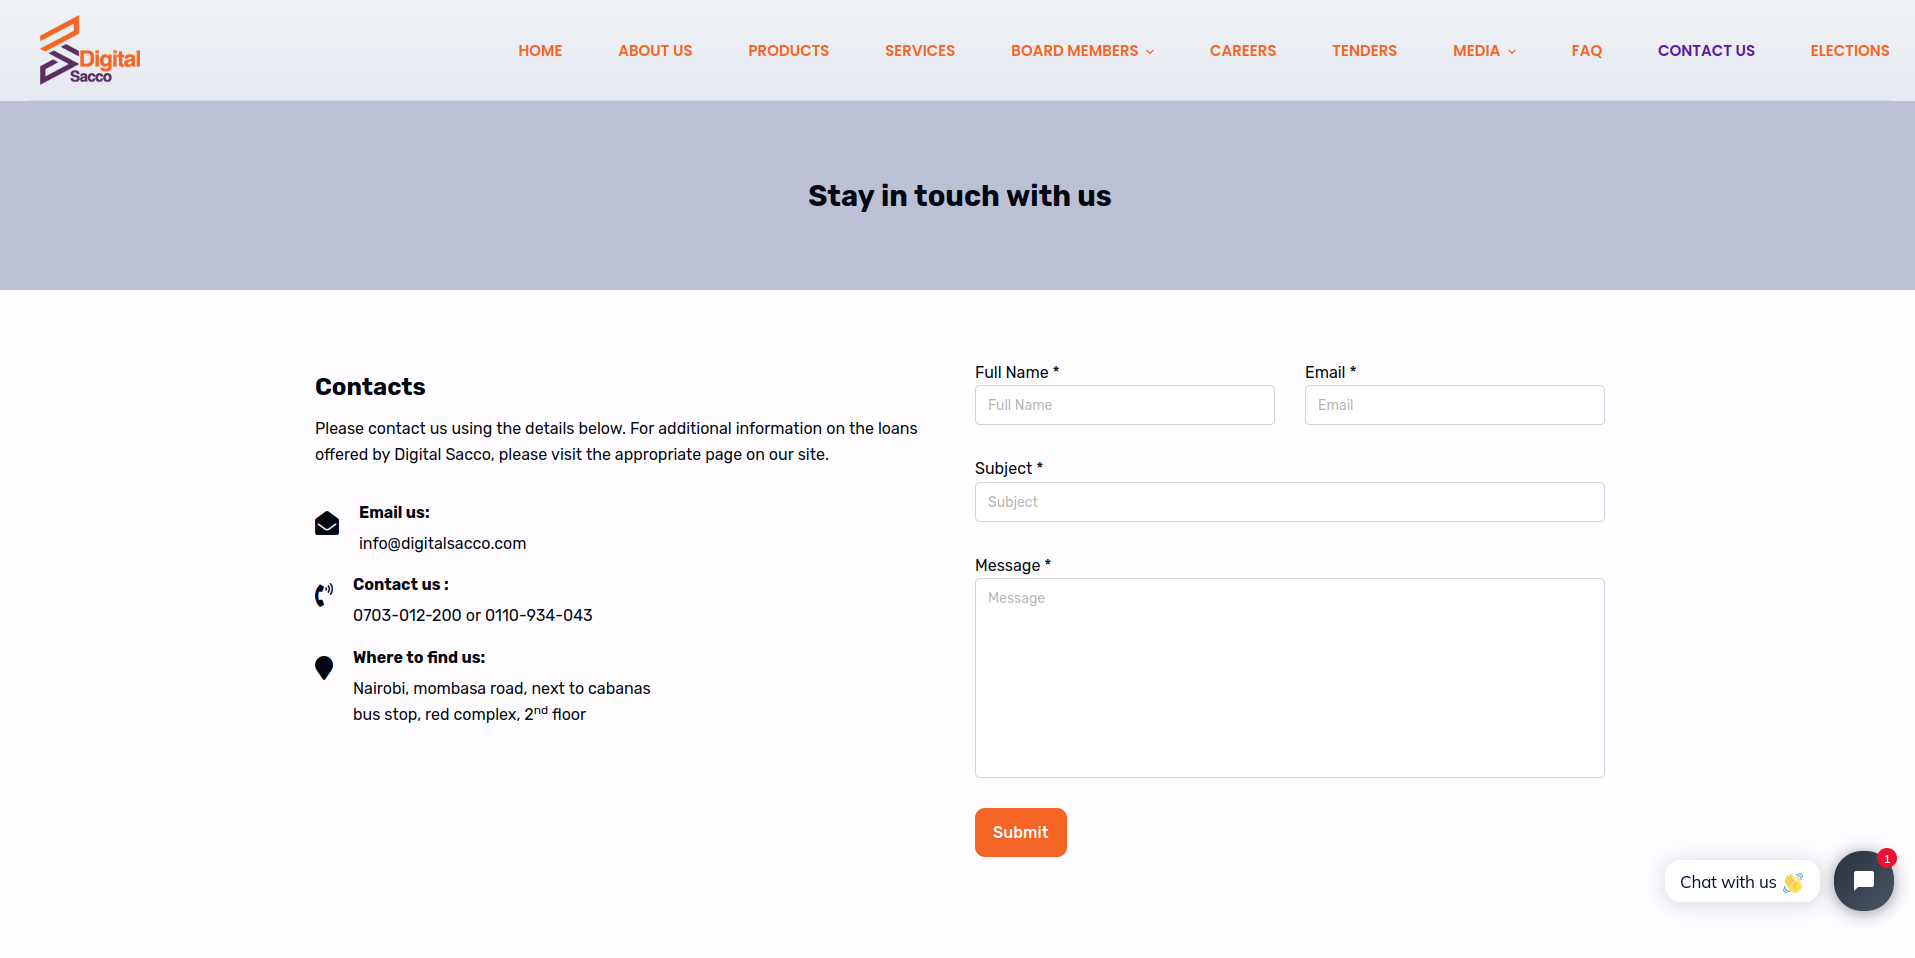 Digital
Sacco
HOME ABOUT US PRODUCTS SERVICES BOARD MEMBERS CAREERS TENDERS MEDIA FAQ CONTACT US ELECTIONS
Stay in touch with us
Contacts
Please contact us using the details below. For additional information on the loans
offered by Digital Sacco, please visit the appropriate page on our site.
Email us:
info@digitalsacco.com
Contact us :
0703-012-200 or 0110-934-043
Where to find us:
Nairobi, mombasa road, next to cabanas
bus stop, red complex, 2nd floor
Full Name * Email *
Full Name Email
Subject *
Subject
Message *
Message
Submit
Chat with us 👋
1